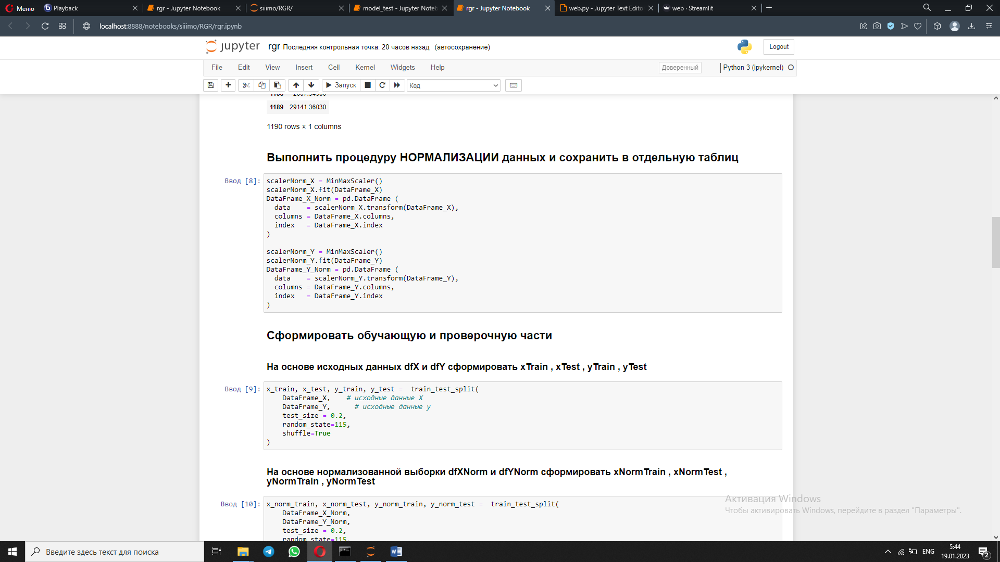 Меню
Playback
rgr - Jupyter Notebook
siiimo/RGR/
model_test - Jupyter Noteb
rgr - Jupyter Notebook
web.py - Jupyter Text Edito
web · Streamlit
localhost:8888/notebooks/siiimo/RGR/rgr.ipynb
jupyter rgr Последняя контрольная точка: 20 часов назад (автосохранение)
Logout
File Edit View Insert Cell Kernel Widgets Help
Доверенный
Python 3 (ipykernel)
Запуск
Код
1189 29141.36030
1190 rows × 1 columns
Выполнить процедуру НОРМАЛИЗАЦИИ данных и сохранить в отдельную таблиц
Ввод [8]:
scalerNorm_X = MinMaxScaler()
scalerNorm_X.fit(DataFrame_X)
DataFrame_X_Norm = pd.DataFrame (
  data    = scalerNorm_X.transform(DataFrame_X),
  columns = DataFrame_X.columns,
  index   = DataFrame_X.index
)
scalerNorm_Y = MinMaxScaler()
scalerNorm_Y.fit(DataFrame_Y)
DataFrame_Y_Norm = pd.DataFrame (
  data    = scalerNorm_Y.transform(DataFrame_Y),
  columns = DataFrame_Y.columns,
  index   = DataFrame_Y.index
)
Сформировать обучающую и проверочную части
На основе исходных данных dfX и dfY сформировать xTrain , xTest , yTrain , yTest
Ввод [9]:
x_train, x_test, y_train, y_test =  train_test_split(
    DataFrame_X,    # исходные данные X
    DataFrame_Y,      # исходные данные y
    test_size = 0.2,
    random_state=115,
    shuffle=True
)
На основе нормализованной выборки dfXNorm и dfYNorm сформировать xNormTrain , xNormTest ,
yNormTrain , yNormTest
Ввод [10]:
x_norm_train, x_norm_test, y_norm_train, y_norm_test =  train_test_split(
    DataFrame_X_Norm,
    DataFrame_Y_Norm,
    test_size = 0.2,
    random_state=115,
Активация Windows
Чтобы активировать Windows, перейдите в раздел "Параметры".
Введите здесь текст для поиска
ENG
5:44
19.01.2023
2